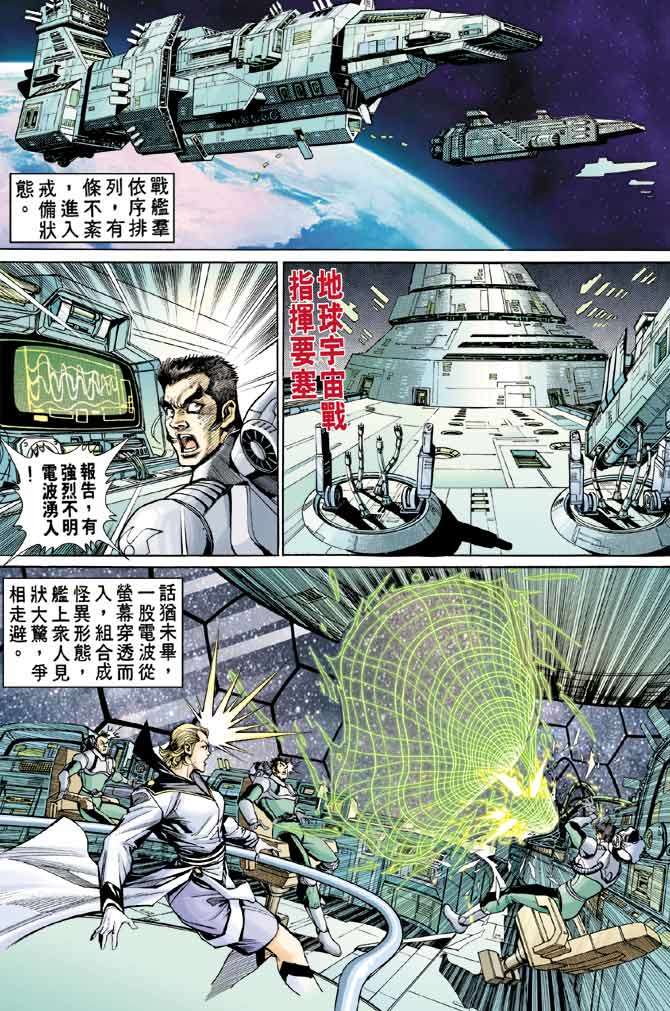 戰艦羣
依序排
列，有
條不紊
，進入
戒備狀
態。
地球宇宙戰
指揮要塞
報告，有
強烈不明
電波湧入
！
話猶未畢，
一股電波從
螢幕穿透而
入，組合成
怪異形態，
艦上衆人見
狀大驚，爭
相走避。